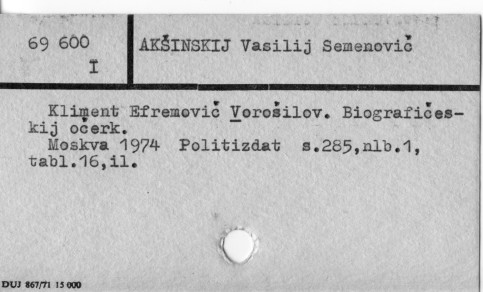 69 600
I
AKŠINSKIJ Vasilij Semenovič
Kliment Efremovič Vorošilov. Biografičes-
kij očerk.
Moskva 1974 Politizdat s.285,nlb.1,
tabl.16,il.
DUJ 867/71 15 000